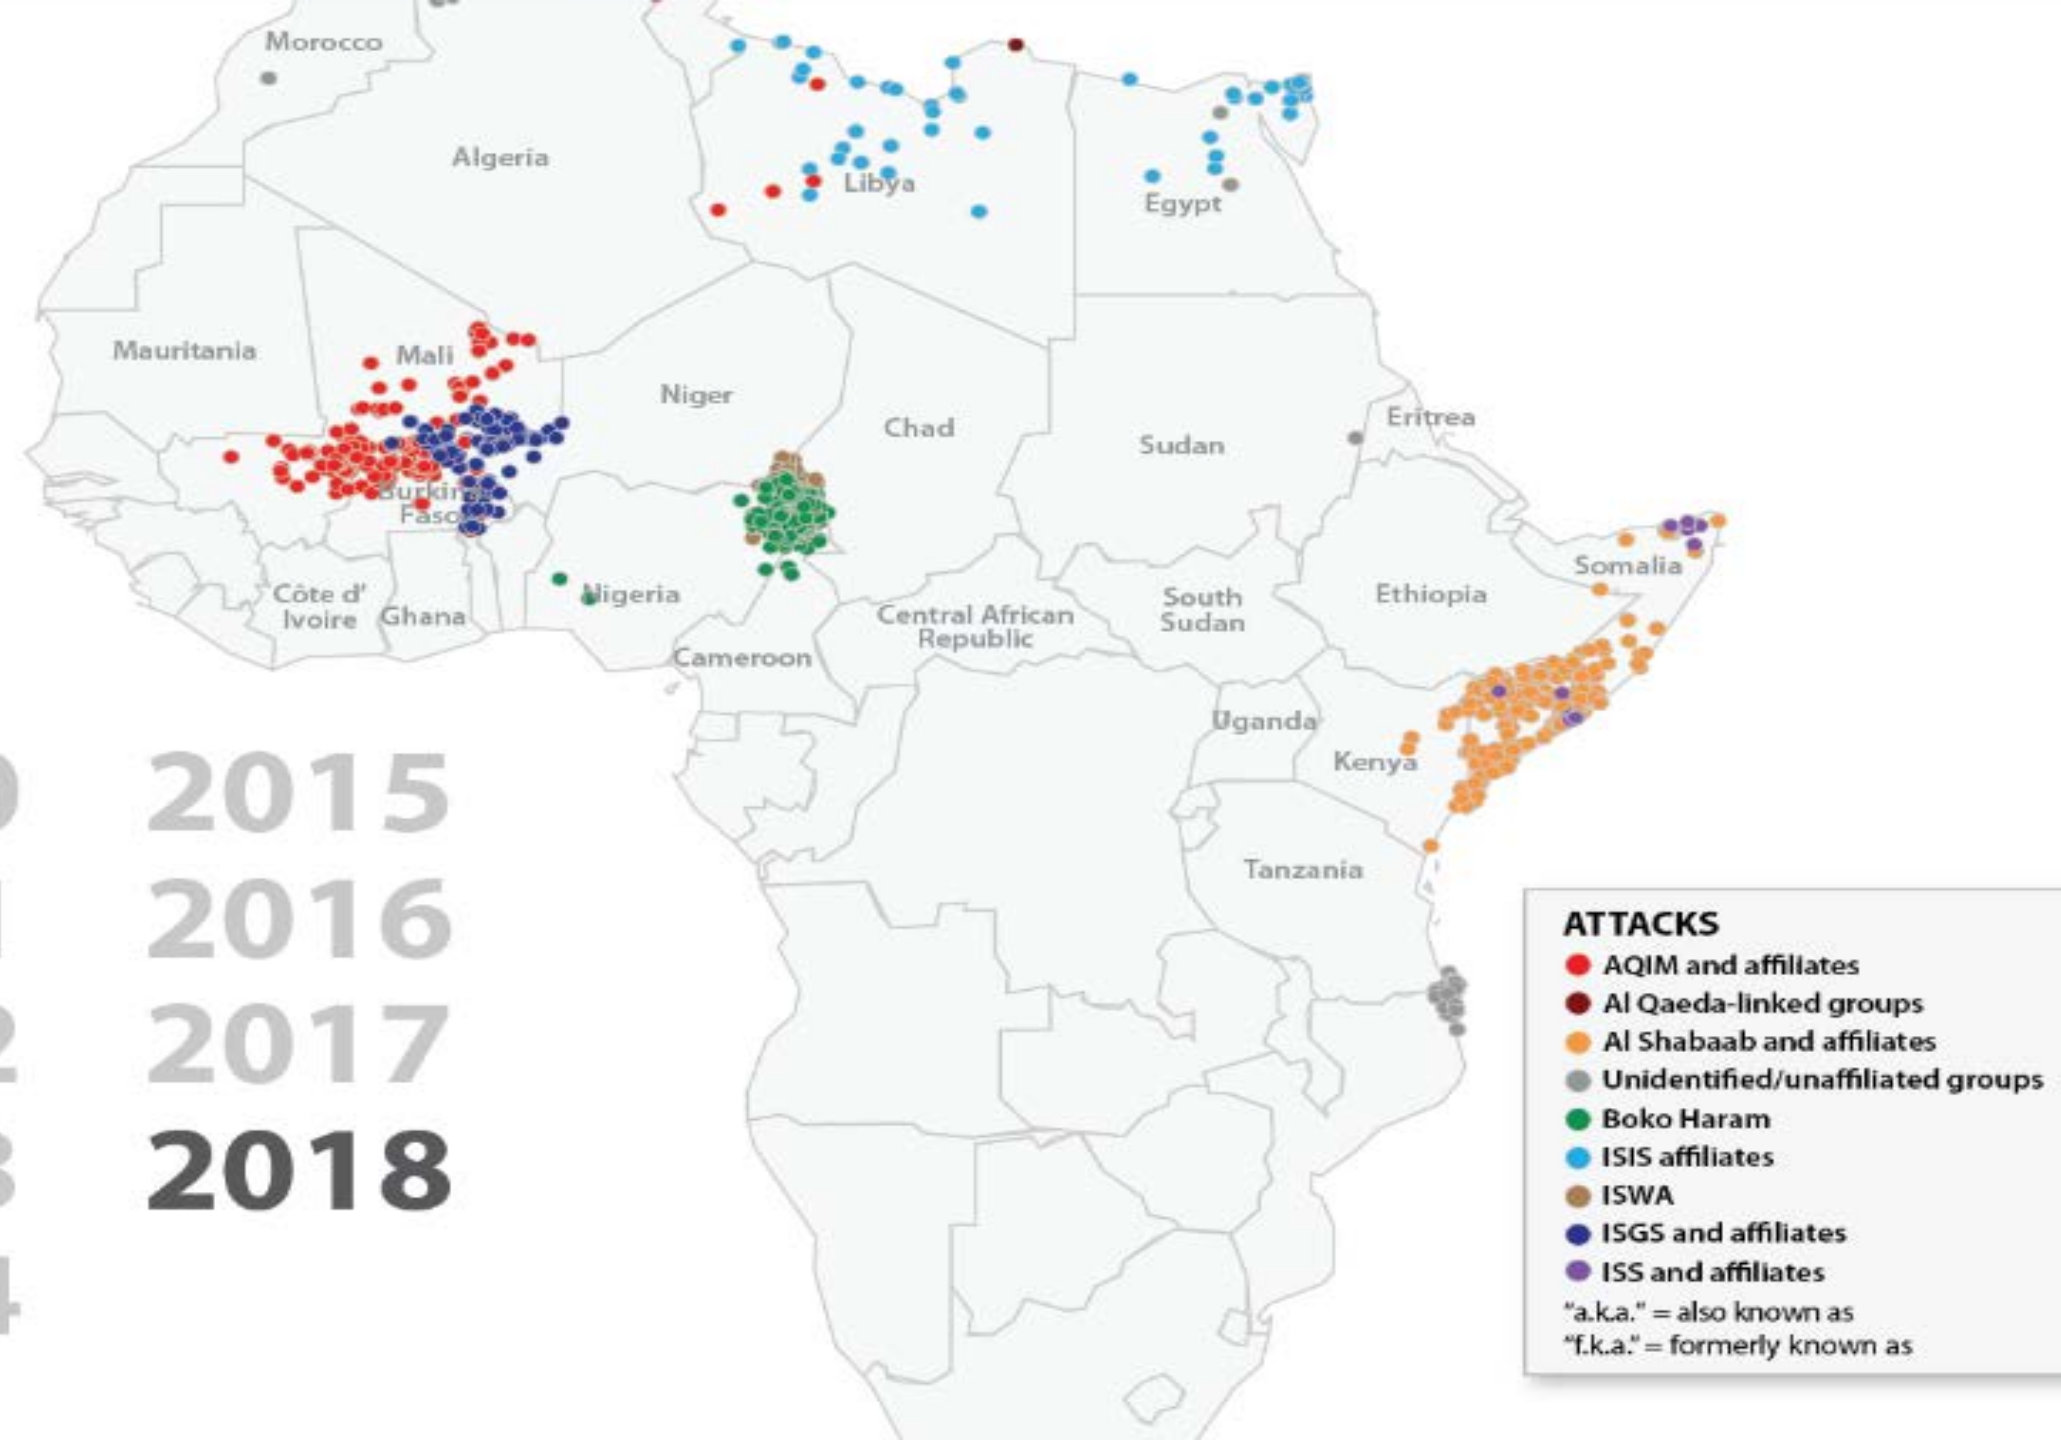 Morocco
Algeria
Libya
Egypt
Mauritania
Mali
Niger
Chad
Sudan
Eritrea
Burkina
Faso
Côte d'
Ivoire
Ghana
Nigeria
Cameroon
Central African
Republic
South
Sudan
Ethiopia
Somalia
Uganda
Kenya
Tanzania
2015
2016
2017
2018
ATTACKS
AQIM and affiliates
Al Qaeda-linked groups
Al Shabaab and affiliates
Unidentified/unaffiliated groups
Boko Haram
ISIS affiliates
ISWA
ISGS and affiliates
ISS and affiliates
"a.k.a." = also known as
"f.k.a." = formerly known as